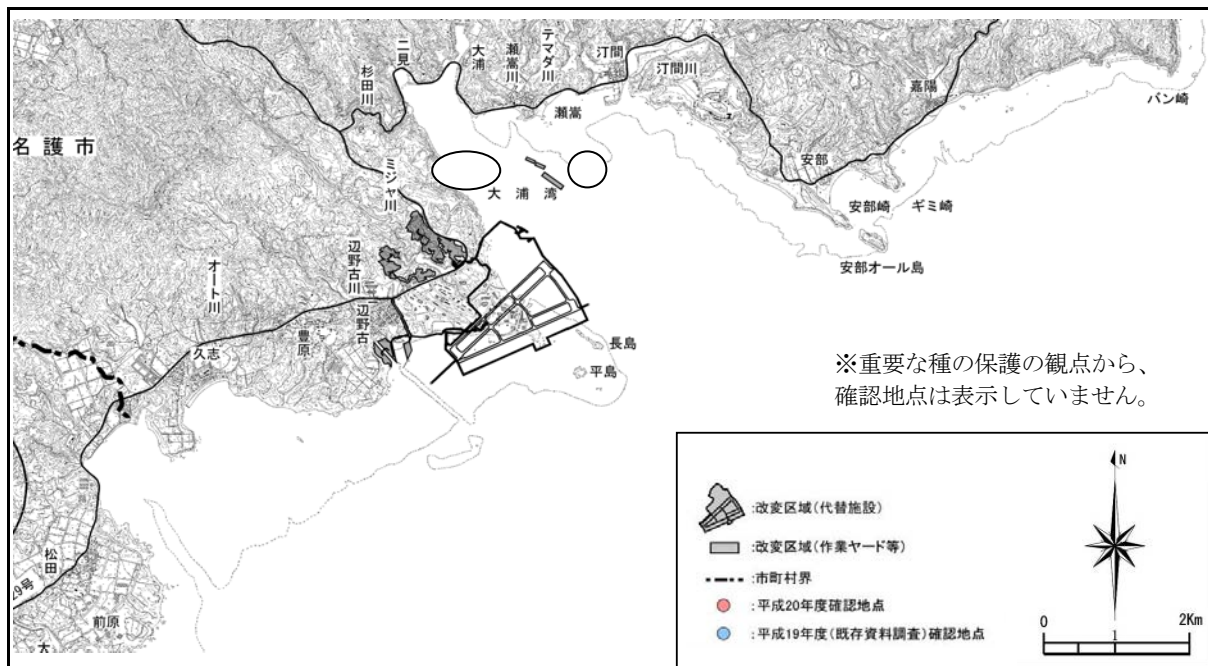 二見
大浦
瀬嵩川
テマダ川
汀間
杉田川
汀間川
嘉陽
バン崎
瀬嵩
名護市
ミジャ川
安部
大浦湾
安部崎
ギミ崎
安部オール島
辺野古川
オート川
辺野古
豊原
久志
長島
平島
※重要な種の保護の観点から、
確認地点は表示していません。
松田
29号
前原
:改変区域(代替施設)
:改変区域(作業ヤード等)
:市町村界
:平成20年度確認地点
:平成19年度(既存資料調査)確認地点
N
0 1 2Km